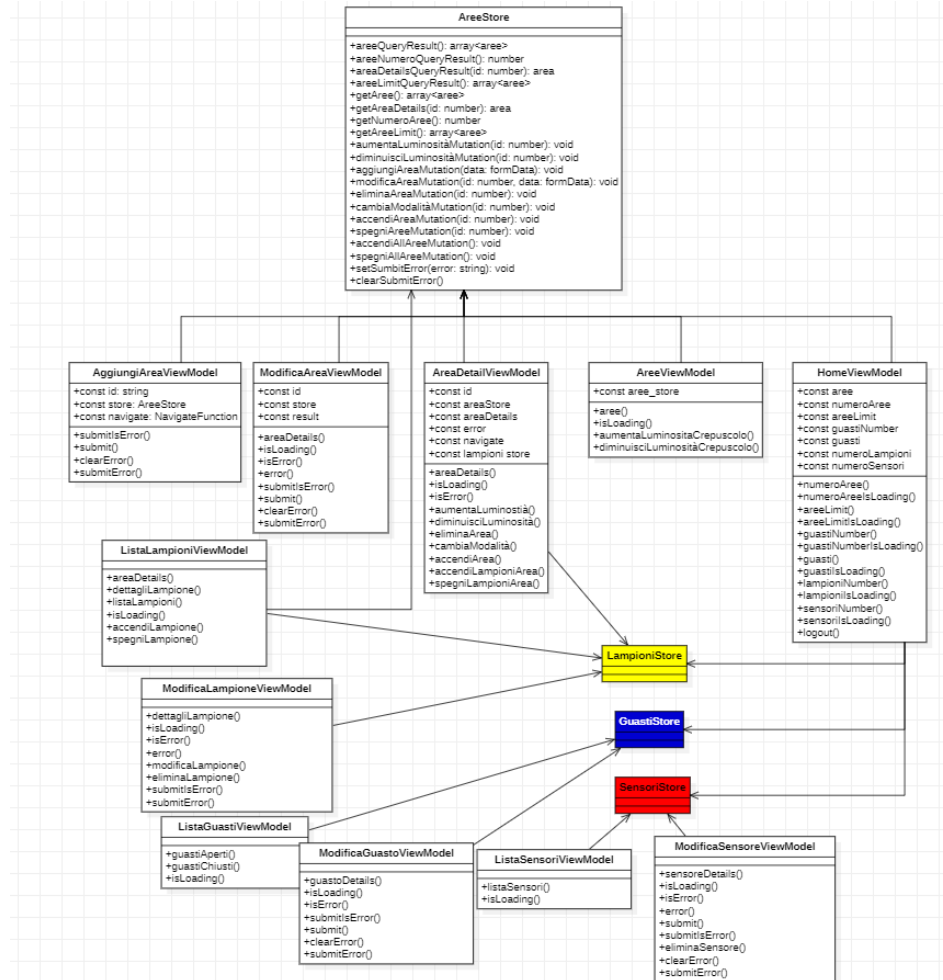 AreeStore
+areeQueryResult(): array<aree>
+areeNumeroQueryResult(): number
+areaDetailsQueryResult(id: number): area
+areeLimitQueryResult(): array<aree>
+getAree(): array<aree>
+getAreaDetails(id: number): area
+getNumeroAree(): number
+getAreeLimit(): array<aree>
+aumentaLuminositàMutation(id: number): void
+diminuisciLuminositàMutation(id: number): void
+aggiungiAreaMutation(data: formData): void
+modificaAreaMutation(id: number, data: formData): void
+eliminaAreaMutation(id: number): void
+cambiaModalitàMutation(id: number): void
+accendiAreaMutation(id: number): void
+spegniAreeMutation(id: number): void
+accendiAllAreeMutation(): void
+spegniAllAreeMutation(): void
+setSumbitError(error: string): void
+clearSubmitError()
AggiungiAreaViewModel
+const id: string
+const store: AreeStore
+const navigate: NavigateFunction
+submitIsError()
+submit()
+clearError()
+submitError()
ModificaAreaViewModel
+const id
+const store
+const result
+areaDetails()
+isLoading()
+isError()
+error()
+submitIsError()
+submit()
+clearError()
+submitError()
AreaDetailViewModel
+const id
+const areaStore
+const areaDetails
+const error
+const navigate
+const lampioni store
+areaDetails()
+isLoading()
+isError()
+aumentaLuminostià()
+diminuisciLuminosità()
+eliminaArea()
+cambiaModalità()
+accendiArea()
+accendiLampioniArea()
+spegniLampioniArea()
AreeViewModel
+const aree_store
+aree()
+isLoading()
+aumentaLuminositaCrepuscolo()
+diminuisciLuminositàCrepuscolo()
HomeViewModel
+const aree
+const numeroAree
+const areeLimit
+const guastiNumber
+const guasti
+const numeroLampioni
+const numeroSensori
+numeroAree()
+numeroAreeIsLoading()
+areeLimit()
+areeLimitIsLoading()
+guastiNumber()
+guastiNumberIsLoading()
+guasti()
+guastiIsLoading()
+lampioniNumber()
+lampioniIsLoading()
+sensoriNumber()
+sensoriIsLoading()
+logout()
ListaLampioniViewModel
+areaDetails()
+dettagliLampione()
+listaLampioni()
+isLoading()
+accendiLampione()
+spegniLampione()
LampioniStore
ModificaLampioneViewModel
+dettagliLampione()
+isLoading()
+isError()
+error()
+modificaLampione()
+eliminaLampione()
+submitIsError()
+submitError()
GuastiStore
SensoriStore
ListaGuastiViewModel
+guastiAperti()
+guastiChiusti()
+isLoading()
ModificaGuastoViewModel
+guastoDetails()
+isLoading()
+isError()
+submitIsError()
+submit()
+clearError()
+submitError()
ListaSensoriViewModel
+listaSensori()
+isLoading()
ModificaSensoreViewModel
+sensoreDetails()
+isLoading()
+isError()
+error()
+submit()
+submitIsError()
+eliminaSensore()
+clearError()
+submitError()